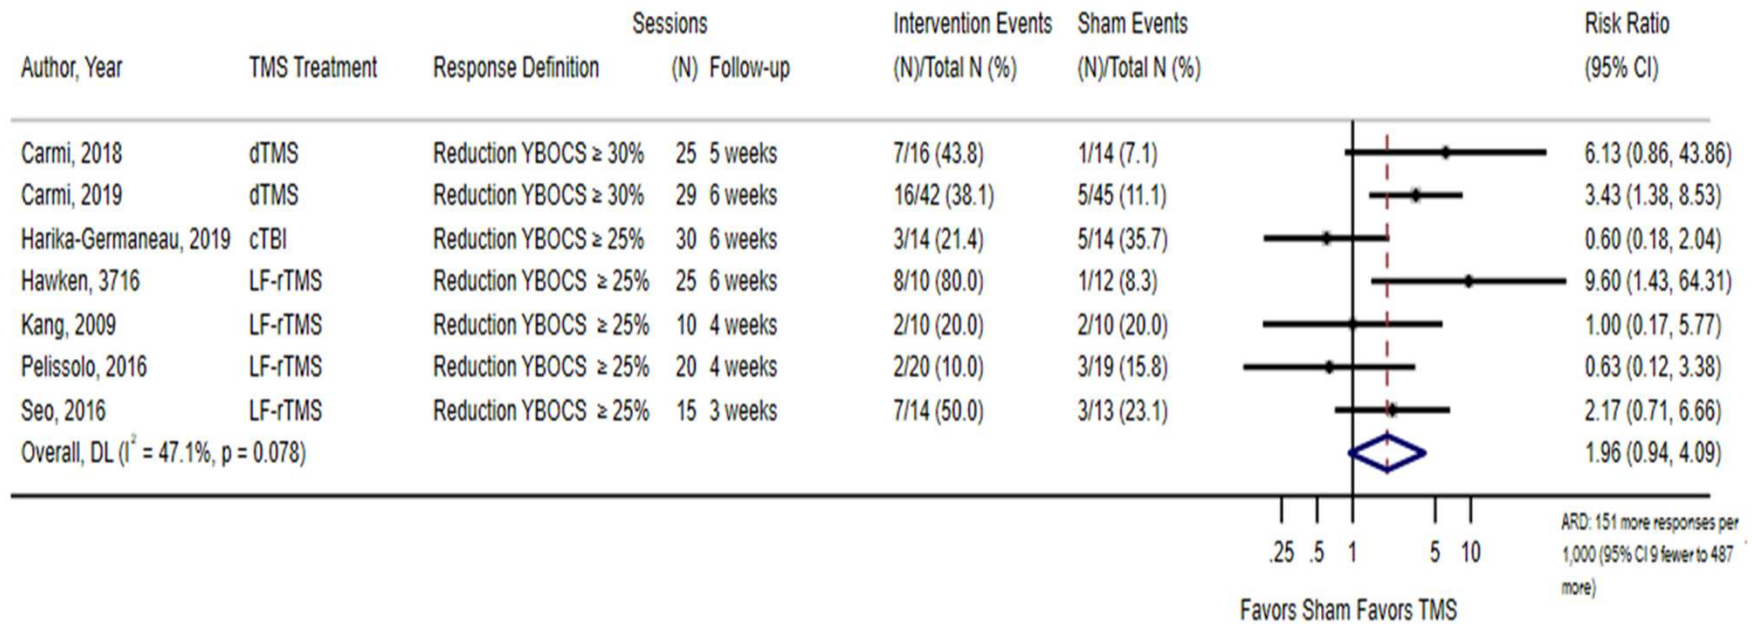 Sessions Intervention Events Sham Events Risk Ratio
Author, Year TMS Treatment Response Definition (N) Follow-up (N)/Total N (%) (N)/Total N (%) (95% CI)
Carmi, 2018 dTMS Reduction YBOCS ≥ 30% 25 5 weeks 7/16 (43.8) 1/14 (7.1) 6.13 (0.86, 43.86)
Carmi, 2019 dTMS Reduction YBOCS ≥ 30% 29 6 weeks 16/42 (38.1) 5/45 (11.1) 3.43 (1.38, 8.53)
Harika-Germaneau, 2019 cTBI Reduction YBOCS ≥ 25% 30 6 weeks 3/14 (21.4) 5/14 (35.7) 0.60 (0.18, 2.04)
Hawken, 3716 LF-rTMS Reduction YBOCS ≥ 25% 25 6 weeks 8/10 (80.0) 1/12 (8.3) 9.60 (1.43, 64.31)
Kang, 2009 LF-rTMS Reduction YBOCS ≥ 25% 10 4 weeks 2/10 (20.0) 2/10 (20.0) 1.00 (0.17, 5.77)
Pelissolo, 2016 LF-rTMS Reduction YBOCS ≥ 25% 20 4 weeks 2/20 (10.0) 3/19 (15.8) 0.63 (0.12, 3.38)
Seo, 2016 LF-rTMS Reduction YBOCS ≥ 25% 15 3 weeks 7/14 (50.0) 3/13 (23.1) 2.17 (0.71, 6.66)
Overall, DL (I² = 47.1%, p = 0.078) 1.96 (0.94, 4.09)
.25 .5 1 5 10
ARD: 151 more responses per
1,000 (95% CI 9 fewer to 487
more)
Favors Sham Favors TMS